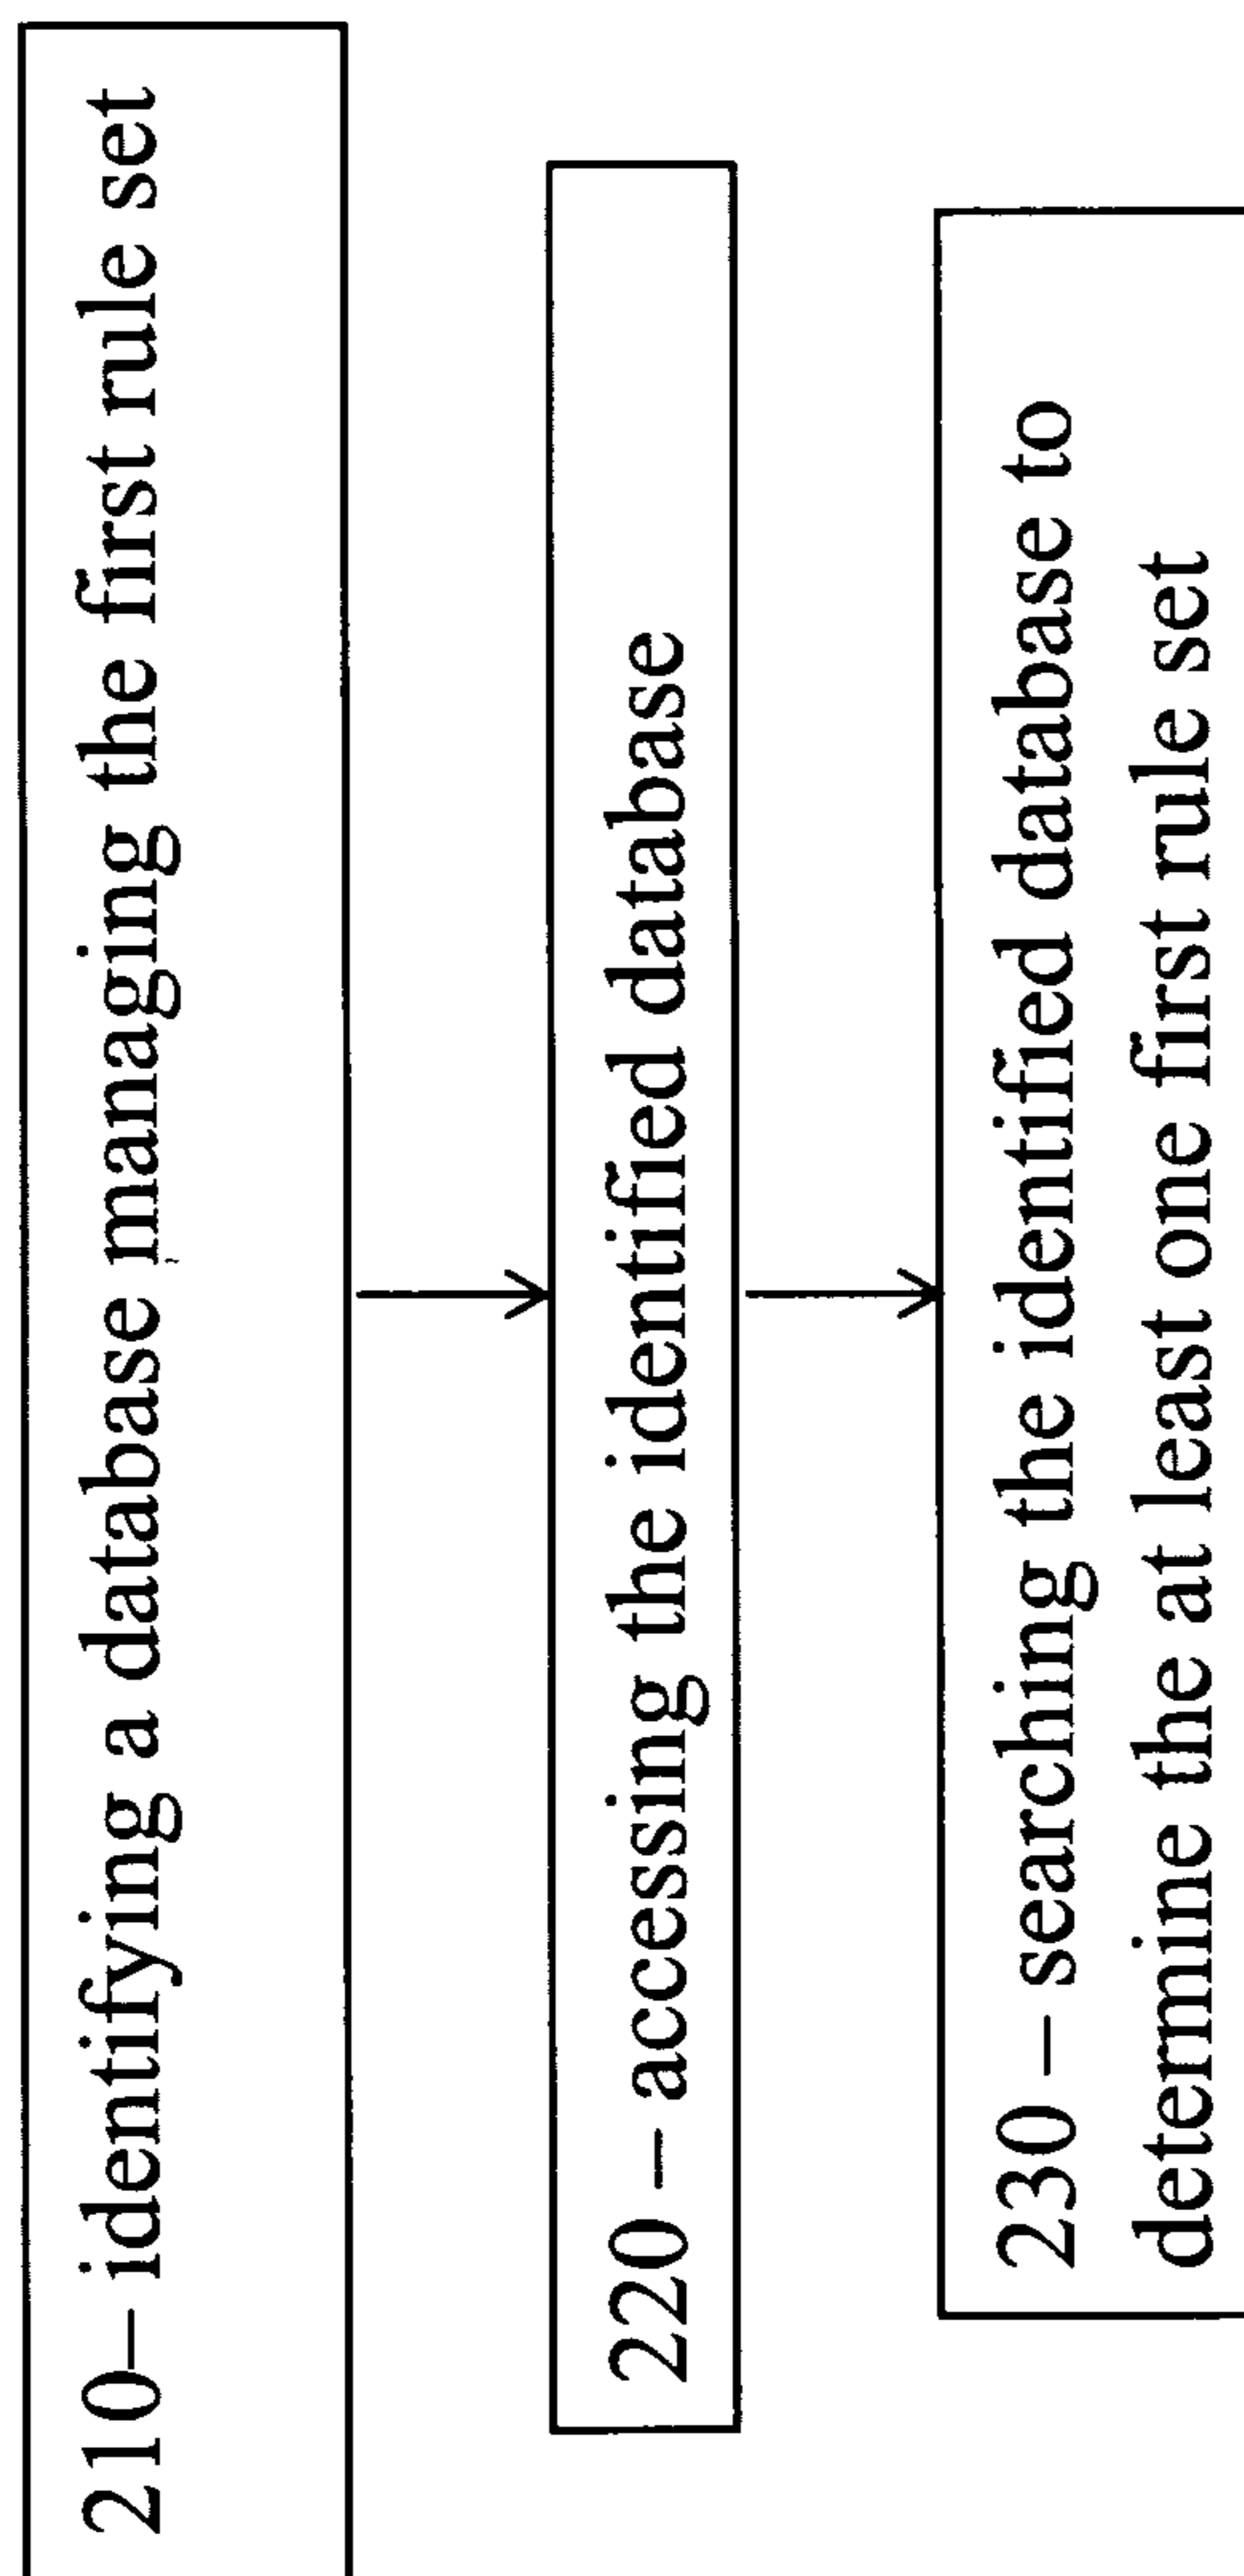 210– identifying a database managing the first rule set
220 – accessing the identified database
230 – searching the identified database to
determine the at least one first rule set